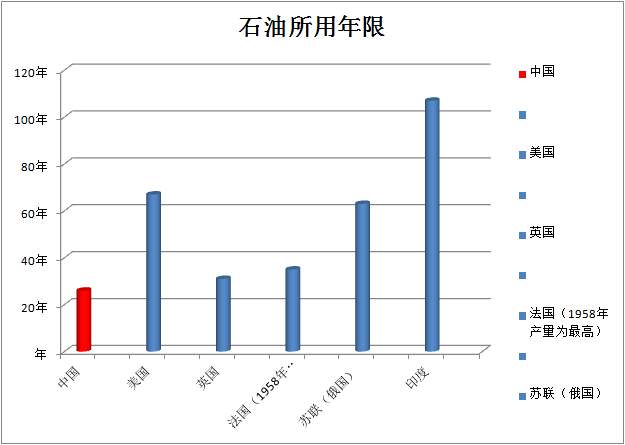 石油所用年限
120年
100年
80年
60年
40年
20年
年
中国
美国
英国
法国（1958年··
苏联（俄国）
印度
中国
美国
英国
法国（1958年
产量为最高）
苏联（俄国）